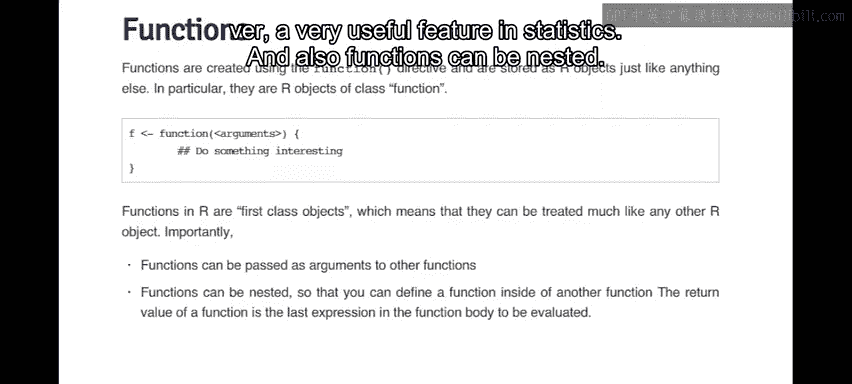 Functions
ver, a very useful feature in statistics.
And also functions can be nested.
Functions are created using the function() directive and are stored as R objects just like anything
else. In particular, they are R objects of class “function”.
f <- function(<arguments>) {
## Do something interesting
}
Functions in R are “first class objects”, which means that they can be treated much like any other R
object. Importantly,
· Functions can be passed as arguments to other functions
· Functions can be nested, so that you can define a function inside of another function The return
value of a function is the last expression in the function body to be evaluated.